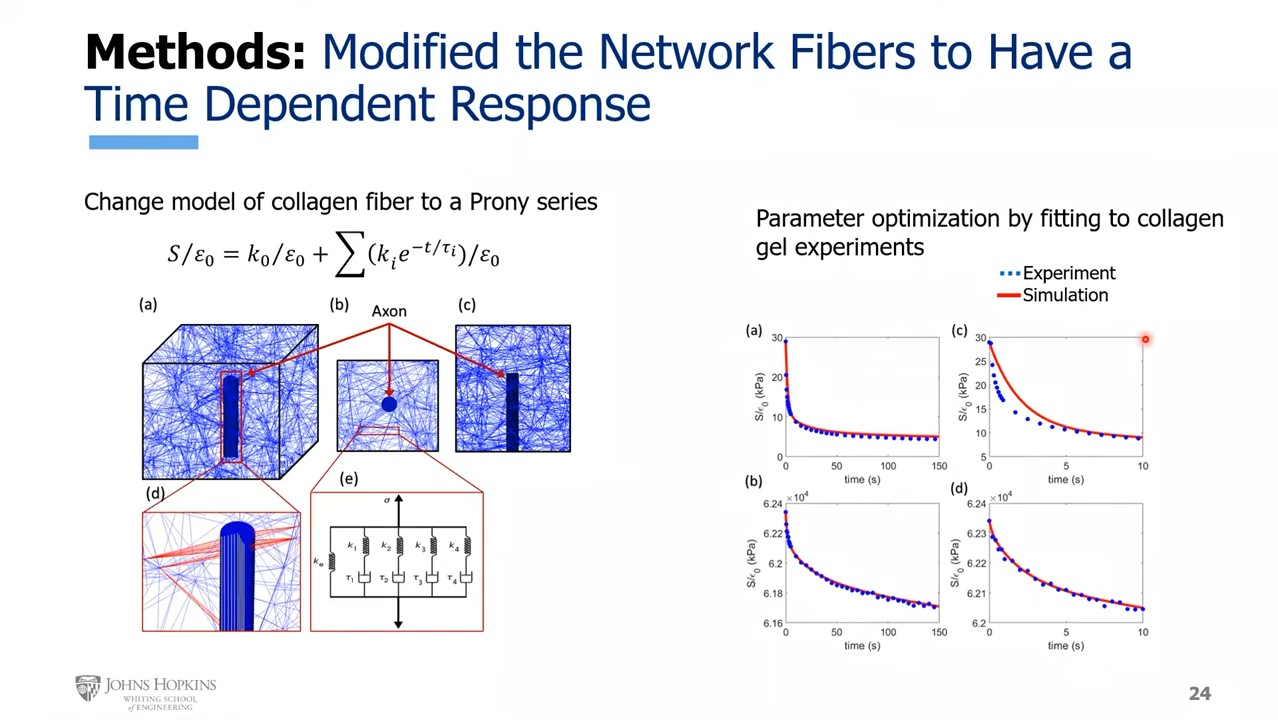 Methods: Modified the Network Fibers to Have a
Time Dependent Response
Change model of collagen fiber to a Prony series
S/ε₀ = k₀/ε₀ + ∑(kᵢe^(−t/τᵢ))/ε₀
(a)
(b)
Axon
(c)
(d)
(e)
σ
kₑ
k₁ k₂ k₃ k₄
τ₁ τ₂ τ₃ τ₄
Parameter optimization by fitting to collagen
gel experiments
Experiment
Simulation
(a)
30
20
10
0
S/ε₀ (kPa)
0 50 100 150
time (s)
(c)
30
25
20
15
10
5
S/ε₀ (kPa)
0 5 10
time (s)
(b)
×10⁴
6.24
6.22
6.2
6.18
6.16
S/ε₀ (kPa)
0 50 100 150
time (s)
(d)
×10⁴
6.24
6.23
6.22
6.21
6.2
S/ε₀ (kPa)
0 5 10
time (s)
JOHNS HOPKINS
WHITING SCHOOL
of ENGINEERING
24